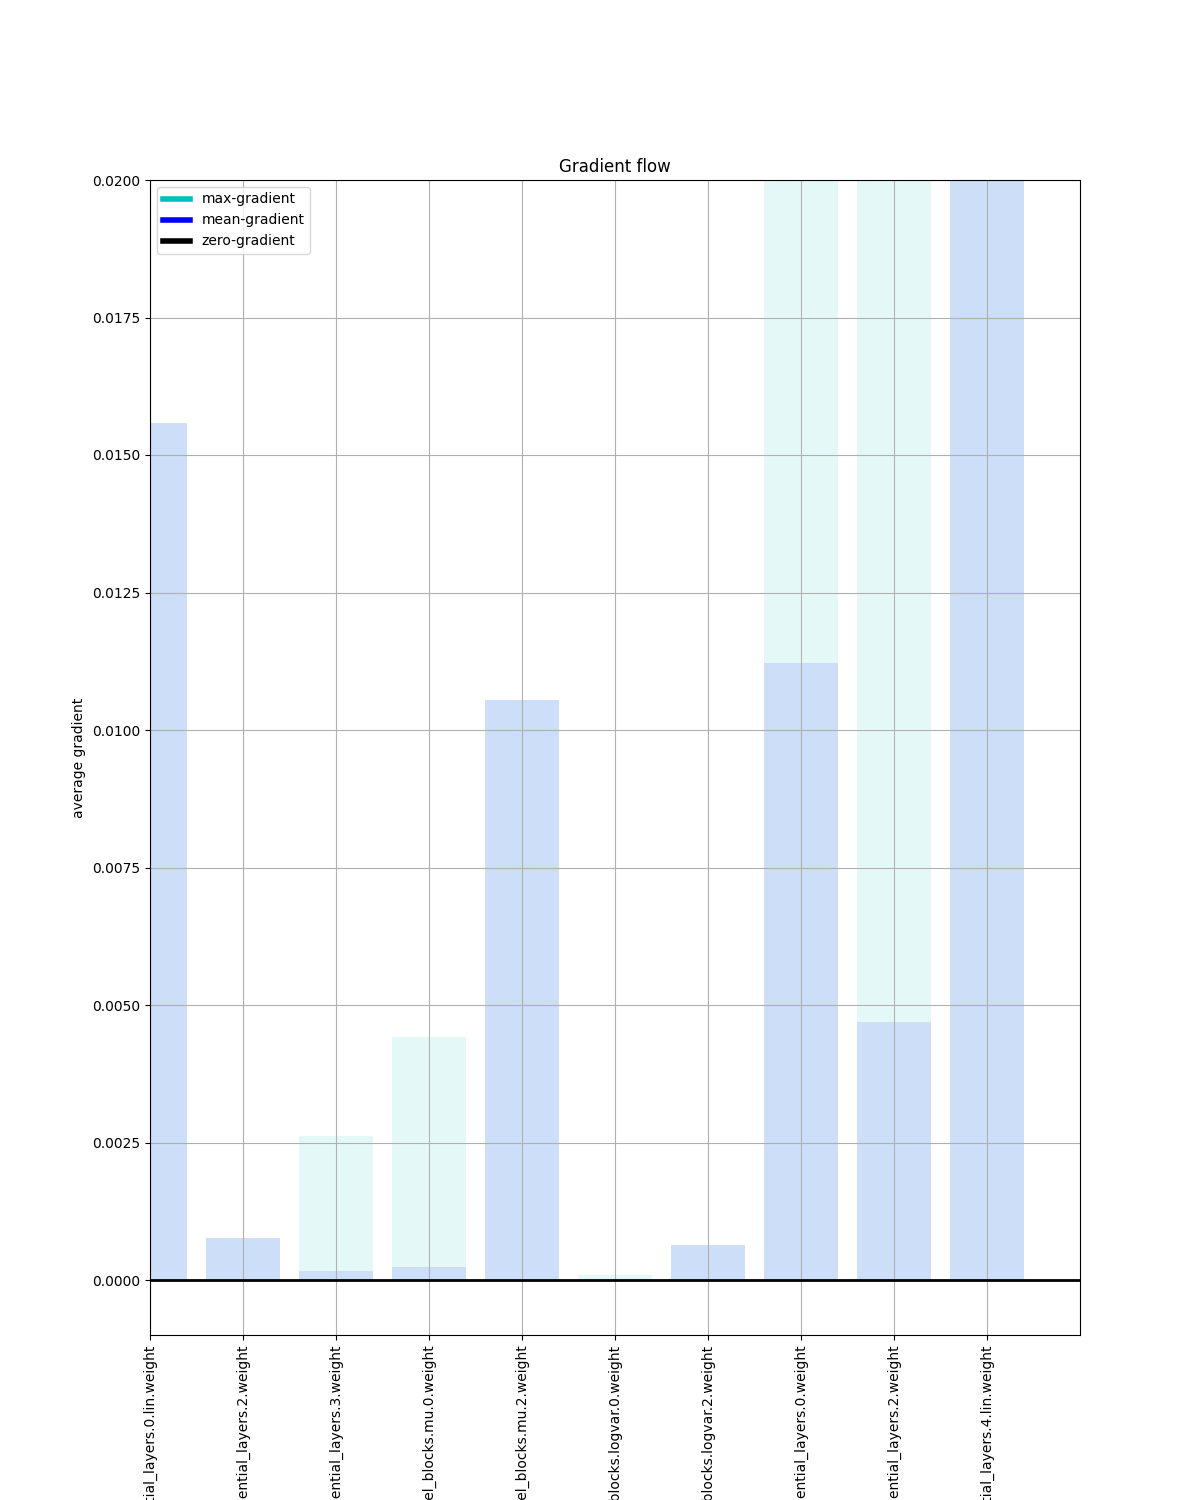 Gradient flow
max-gradient
mean-gradient
zero-gradient
0.0200
0.0175
0.0150
0.0125
0.0100
0.0075
0.0050
0.0025
0.0000
average gradient
tial_layers.0.lin.weight
ential_layers.2.weight
ential_layers.3.weight
el_blocks.mu.0.weight
el_blocks.mu.2.weight
blocks.logvar.0.weight
blocks.logvar.2.weight
ential_layers.0.weight
ential_layers.2.weight
tial_layers.4.lin.weight